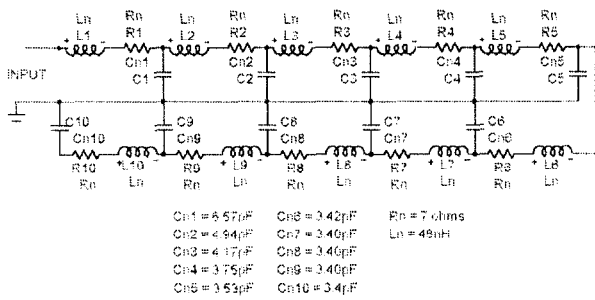 Ln Rn Ln Rn Ln Rn Ln Rn Ln Rn
L1 R1 L2 R2 L3 R3 L4 R4 L5 R5
Cn1 Cn2 Cn3 Cn4 Cn5
INPUT C1 C2 C3 C4 C5
C10 C9 C8 C7 C6
Cn10 Cn9 Cn8 Cn7 Cn6
R10 L10 R9 L9 R8 L8 R7 L7 R6 L6
Rn Ln Rn Ln Rn Ln Rn Ln Rn Ln
Cn1 = 6.57pF Cn6 = 3.42pF Rn = 7 ohms
Cn2 = 4.94pF Cn7 = 3.40pF Ln = 48nH
Cn3 = 4.17pF Cn8 = 3.40pF
Cn4 = 3.75pF Cn9 = 3.40pF
Cn5 = 3.53pF Cn10 = 3.4pF